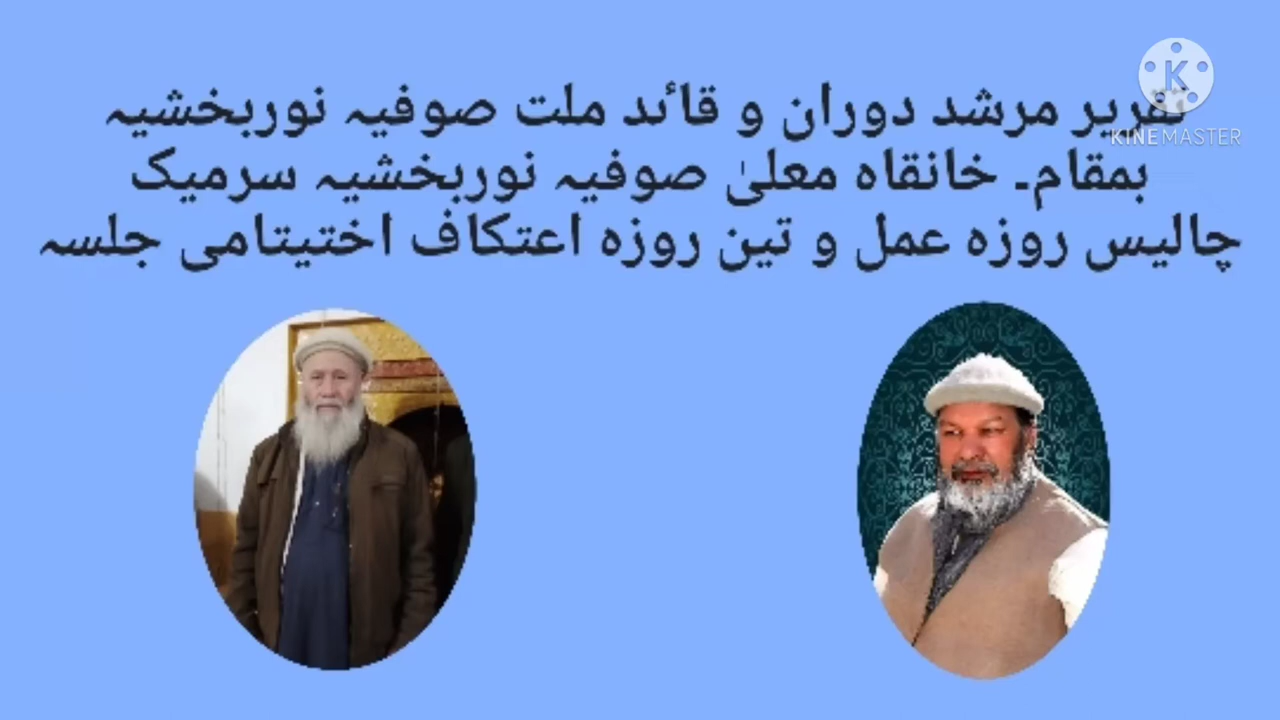 تقریر مرشد دوران و قائد ملت صوفیہ نوربخشیہ
بمقام۔ خانقاہ معلیٰ صوفیہ نوربخشیہ سرمیک
چالیس روزہ عمل و تین روزہ اعتکاف اختیتامی جلسہ
K
KINEMASTER